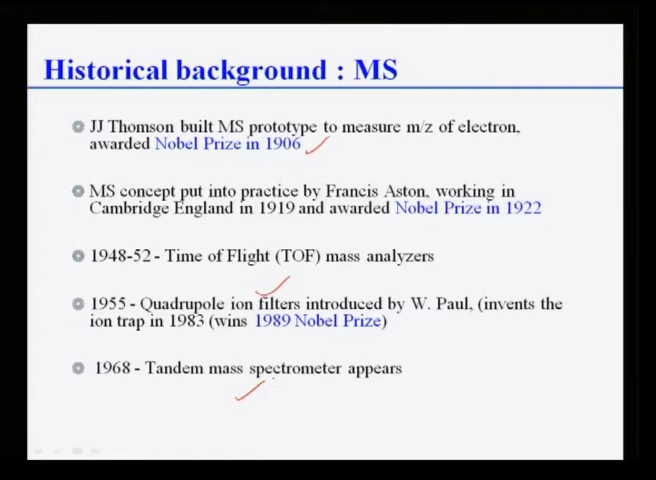 Historical background : MS
JJ Thomson built MS prototype to measure m/z of electron,
awarded Nobel Prize in 1906
MS concept put into practice by Francis Aston, working in
Cambridge England in 1919 and awarded Nobel Prize in 1922
1948-52 - Time of Flight (TOF) mass analyzers
1955 - Quadrupole ion filters introduced by W. Paul, (invents the
ion trap in 1983 (wins 1989 Nobel Prize)
1968 - Tandem mass spectrometer appears